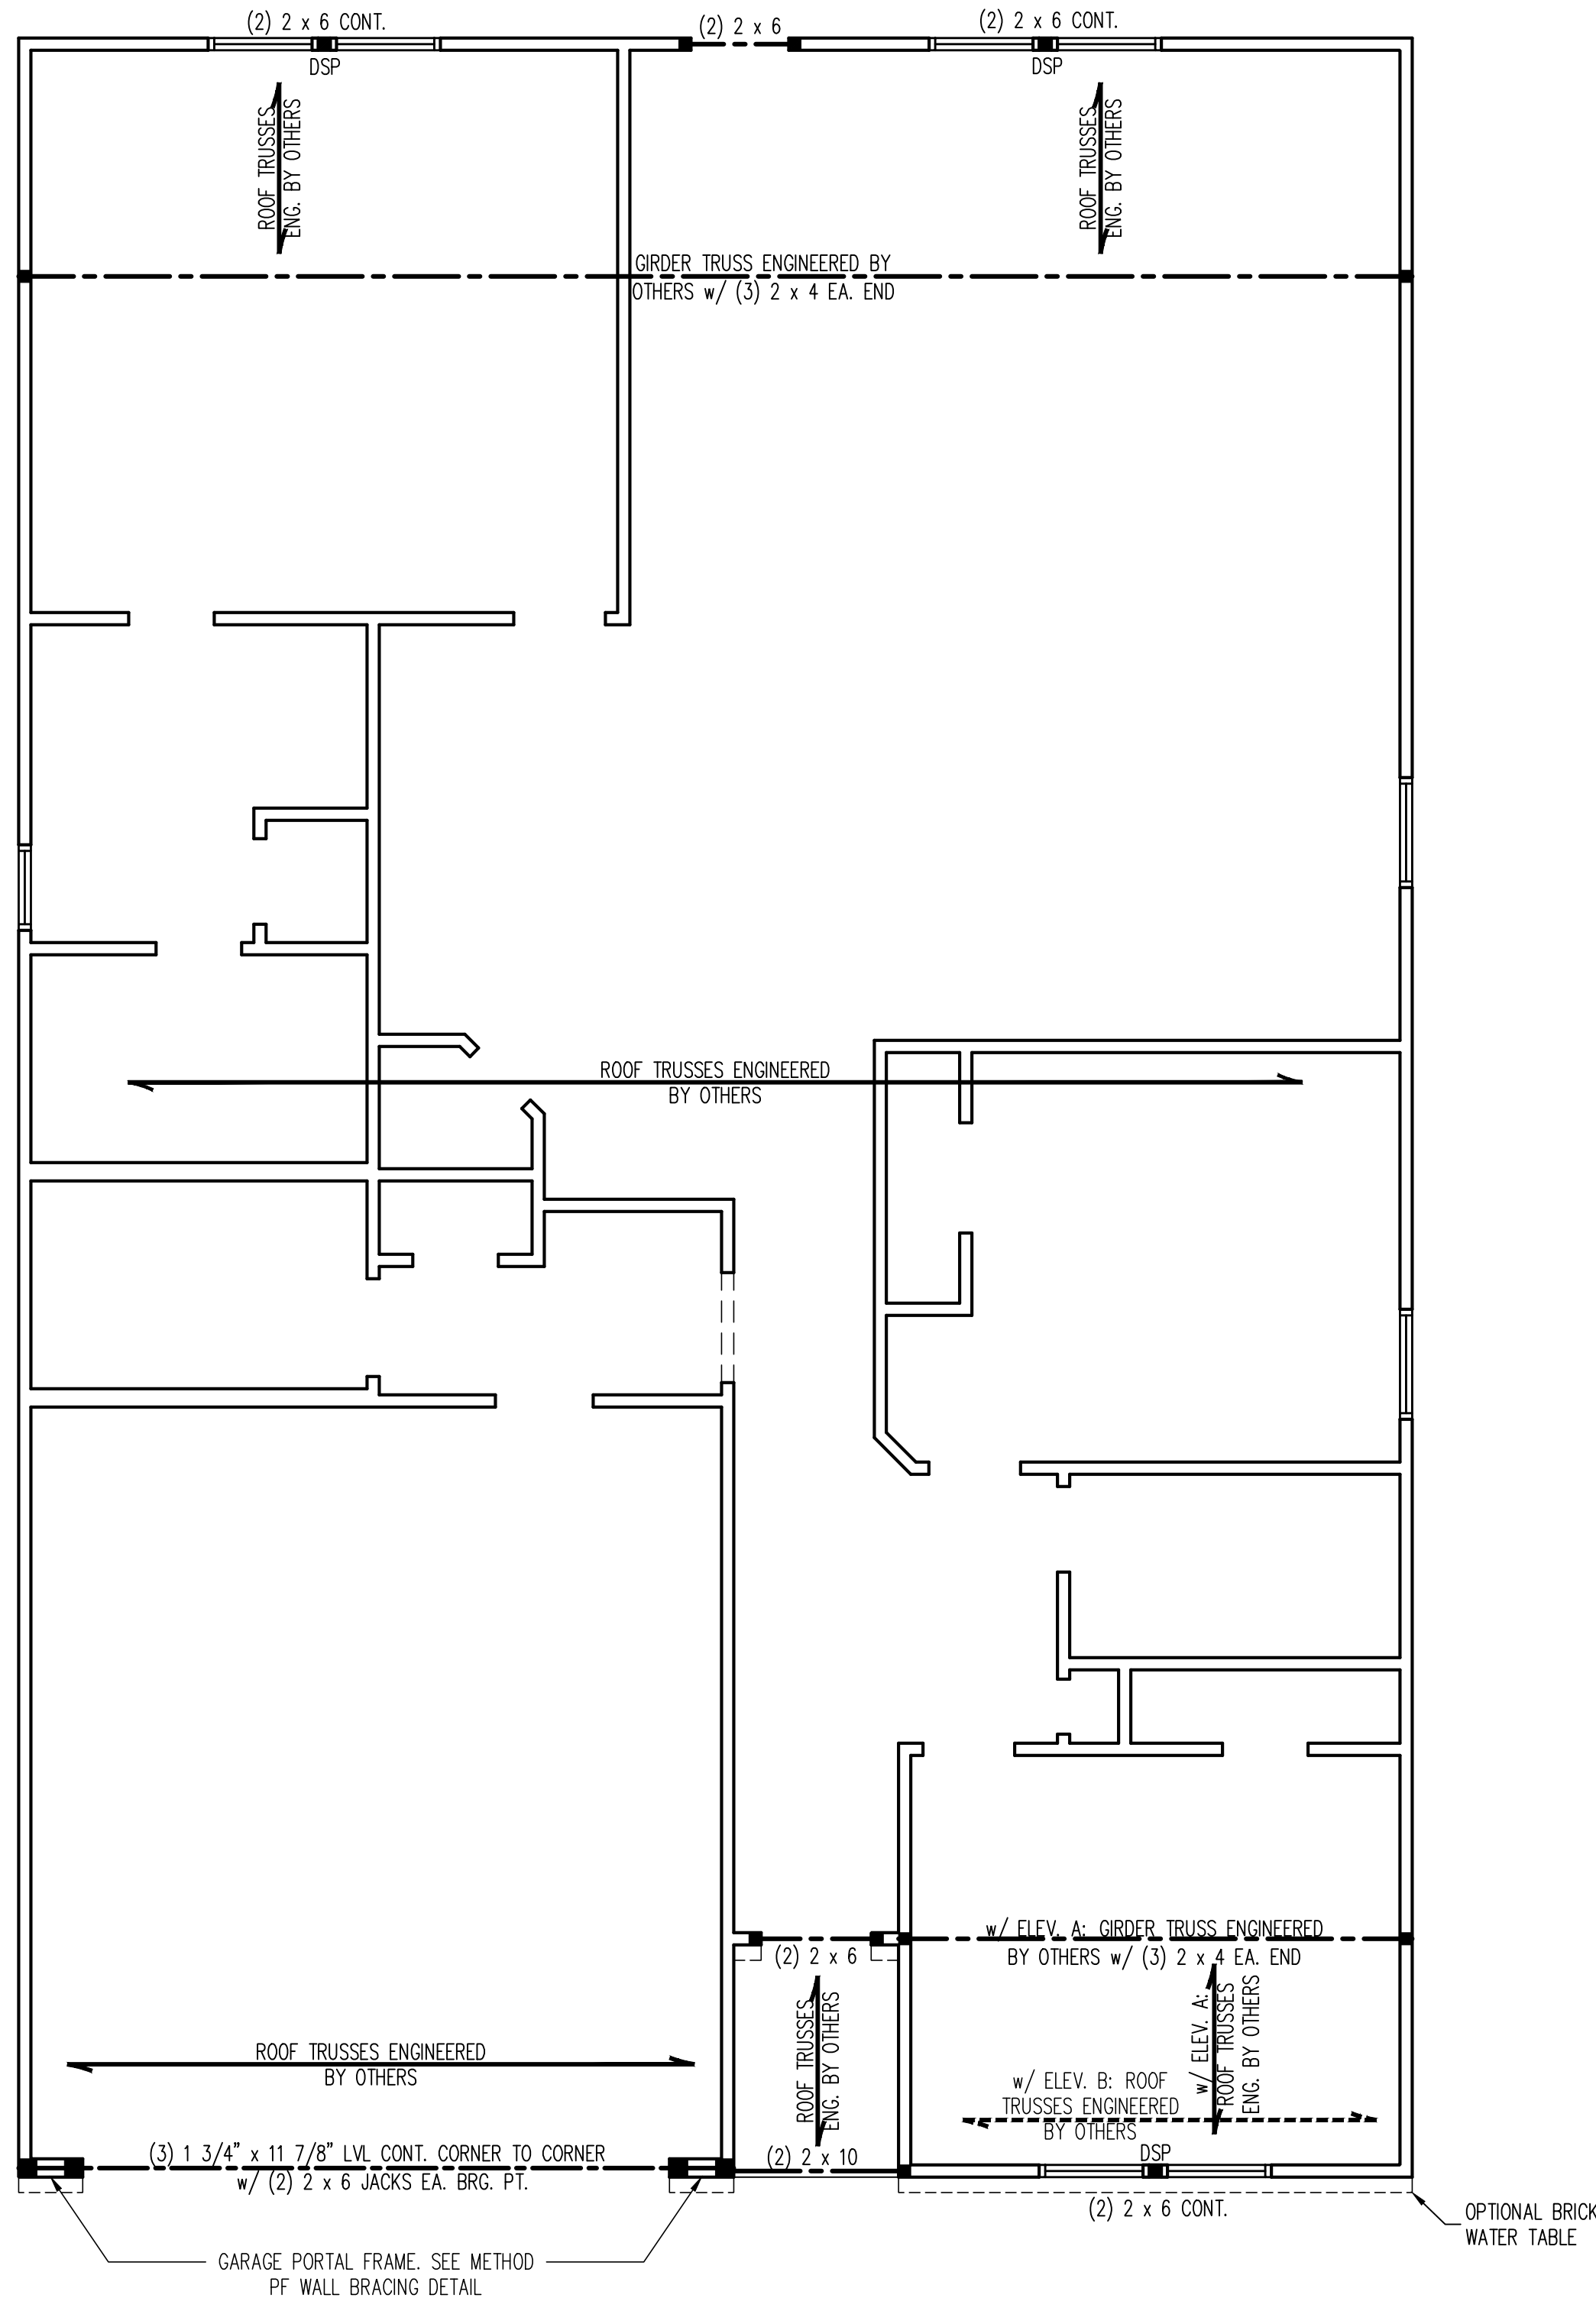 (2) 2 x 6 CONT.
DSP
(2) 2 x 6
(2) 2 x 6 CONT.
DSP
ROOF TRUSSES
ENG. BY OTHERS
ROOF TRUSSES
ENG. BY OTHERS
GIRDER TRUSS ENGINEERED BY
OTHERS w/ (3) 2 x 4 EA. END
ROOF TRUSSES ENGINEERED
BY OTHERS
w/ ELEV. A: GIRDER TRUSS ENGINEERED
BY OTHERS w/ (3) 2 x 4 EA. END
(2) 2 x 6
ROOF TRUSSES
ENG. BY OTHERS
w/ ELEV. A:
ROOF TRUSSES
ENG. BY OTHERS
ROOF TRUSSES ENGINEERED
BY OTHERS
w/ ELEV. B: ROOF
TRUSSES ENGINEERED
BY OTHERS
(3) 1 3/4" x 11 7/8" LVL CONT. CORNER TO CORNER
w/ (2) 2 x 6 JACKS EA. BRG. PT.
(2) 2 x 10
DSP
(2) 2 x 6 CONT.
OPTIONAL BRICK
WATER TABLE
GARAGE PORTAL FRAME. SEE METHOD
PF WALL BRACING DETAIL